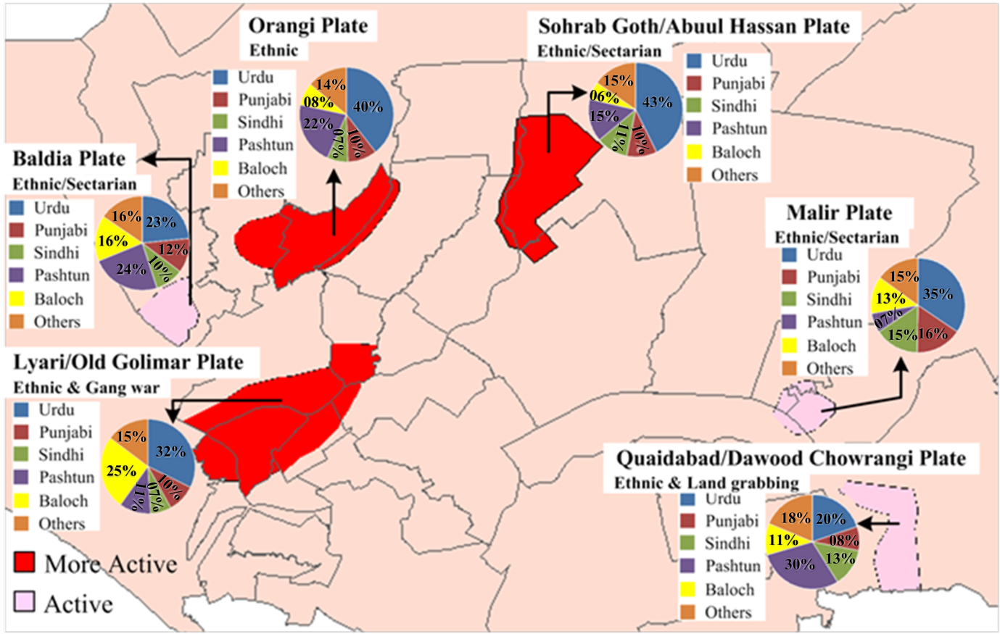 Orangi Plate
Ethnic
Urdu
Punjabi
Sindhi
Pashtun
Baloch
Others
14%
08%
40%
22%
07%
10%
Sohrab Goth/Abuul Hassan Plate
Ethnic/Sectarian
Urdu
Punjabi
Sindhi
Pashtun
Baloch
Others
15%
06%
43%
15%
11%
10%
Baldia Plate
Ethnic/Sectarian
Urdu
Punjabi
Sindhi
Pashtun
Baloch
Others
16%
23%
16%
12%
24%
10%
Malir Plate
Ethnic/Sectarian
Urdu
Punjabi
Sindhi
Pashtun
Baloch
Others
15%
35%
13%
07%
15%
16%
Lyari/Old Golimar Plate
Ethnic & Gang war
Urdu
Punjabi
Sindhi
Pashtun
Baloch
Others
15%
32%
25%
11%
07%
10%
Quaidabad/Dawood Chowrangi Plate
Ethnic & Land grabbing
Urdu
Punjabi
Sindhi
Pashtun
Baloch
Others
18%
20%
11%
08%
30%
13%
More Active
Active